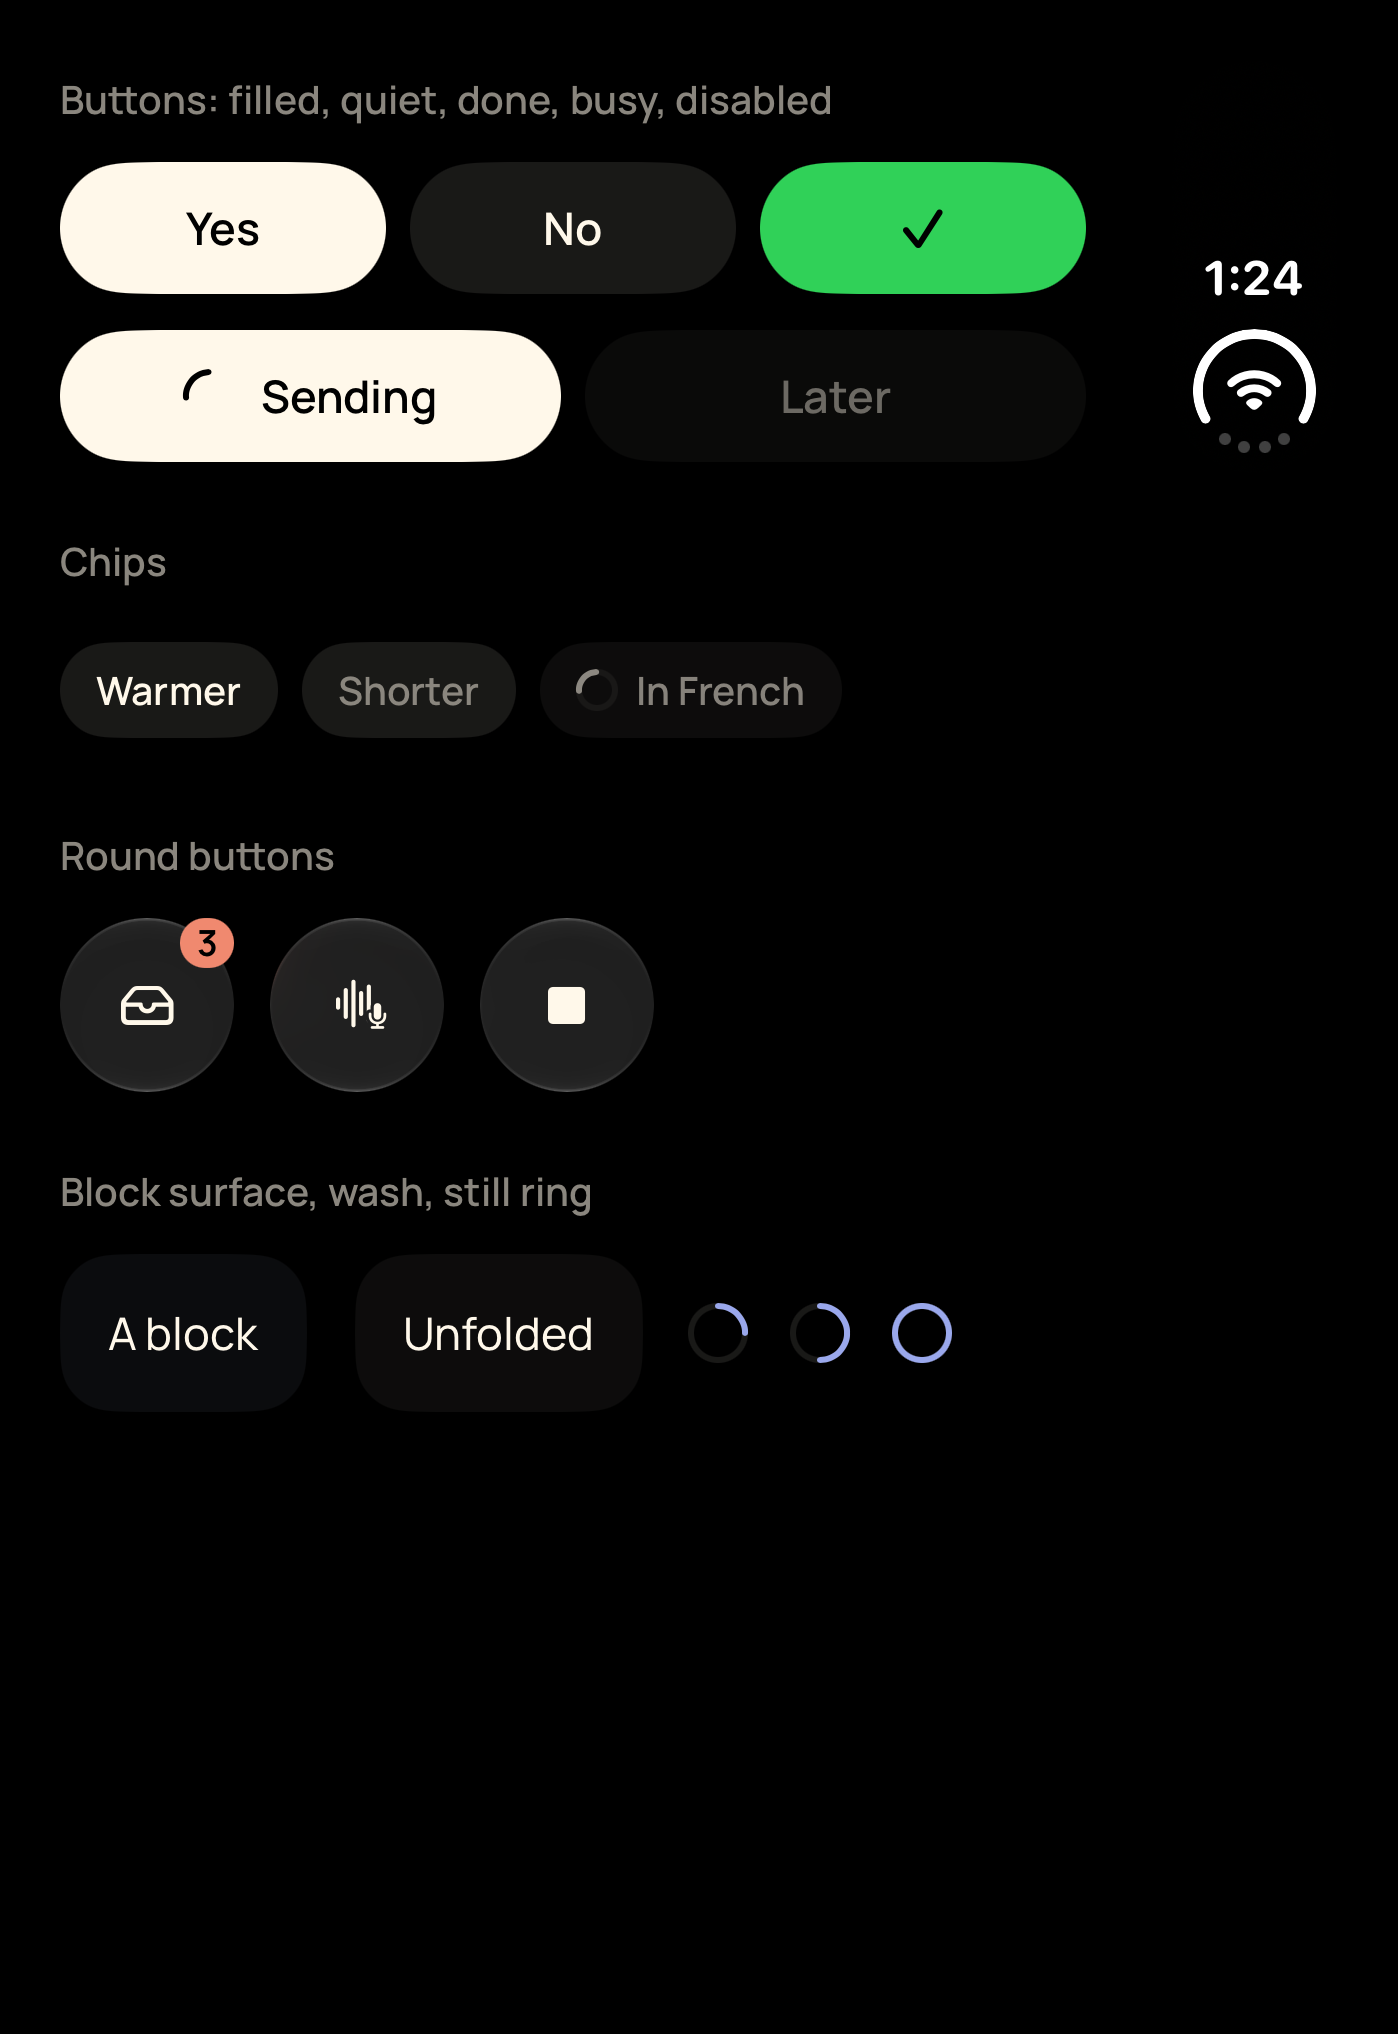 Buttons: filled, quiet, done, busy, disabled
Yes
No
1:24
Sending
Later
Chips
Warmer
Shorter
In French
Round buttons
3
Block surface, wash, still ring
A block
Unfolded